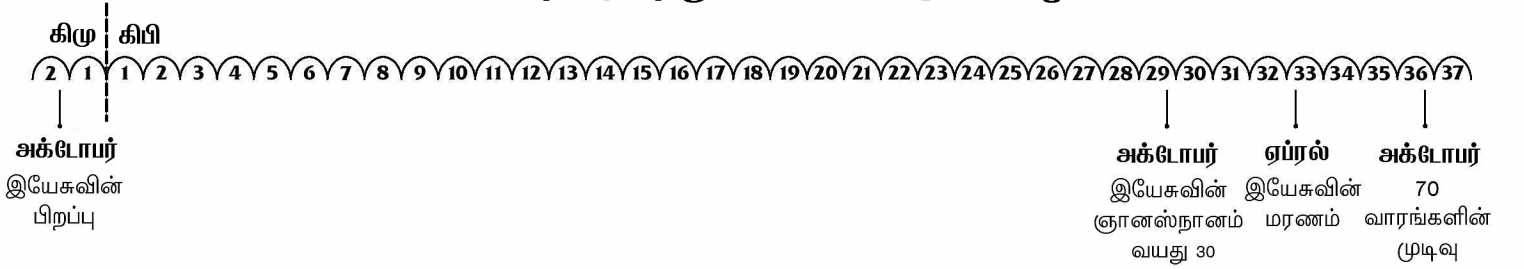 கிமு கிபி
2 1 1 2 3 4 5 6 7 8 9 10 11 12 13 14 15 16 17 18 19 20 21 22 23 24 25 26 27 28 29 30 31 32 33 34 35 36 37
அக்டோபர்
இயேசுவின்
பிறப்பு
அக்டோபர்
இயேசுவின்
ஞானஸ்நானம்
வயது 30
ஏப்ரல்
இயேசுவின்
மரணம்
அக்டோபர்
70
வாரங்களின்
முடிவு